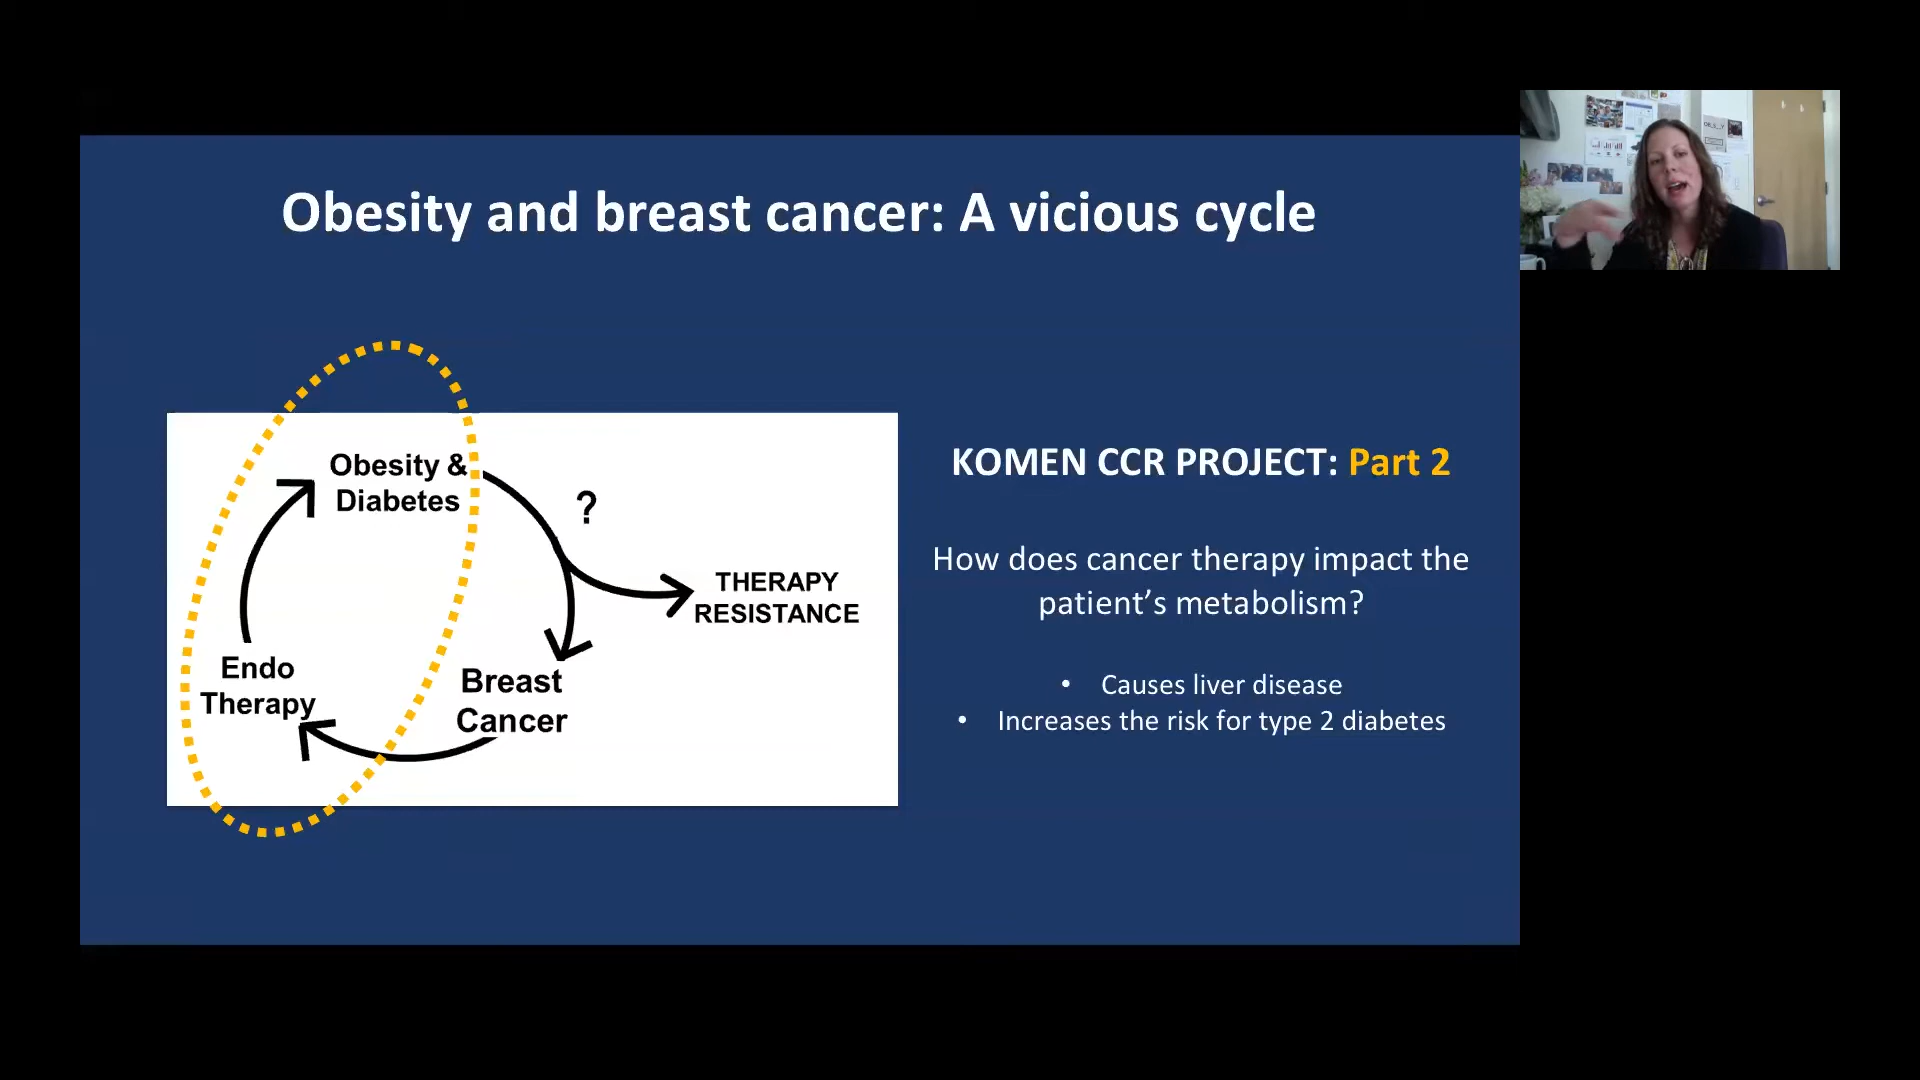 Obesity and breast cancer: A vicious cycle
Obesity &
Diabetes
?
THERAPY
RESISTANCE
Endo
Therapy
Breast
Cancer
KOMEN CCR PROJECT: Part 2
How does cancer therapy impact the
patient’s metabolism?
• Causes liver disease
• Increases the risk for type 2 diabetes